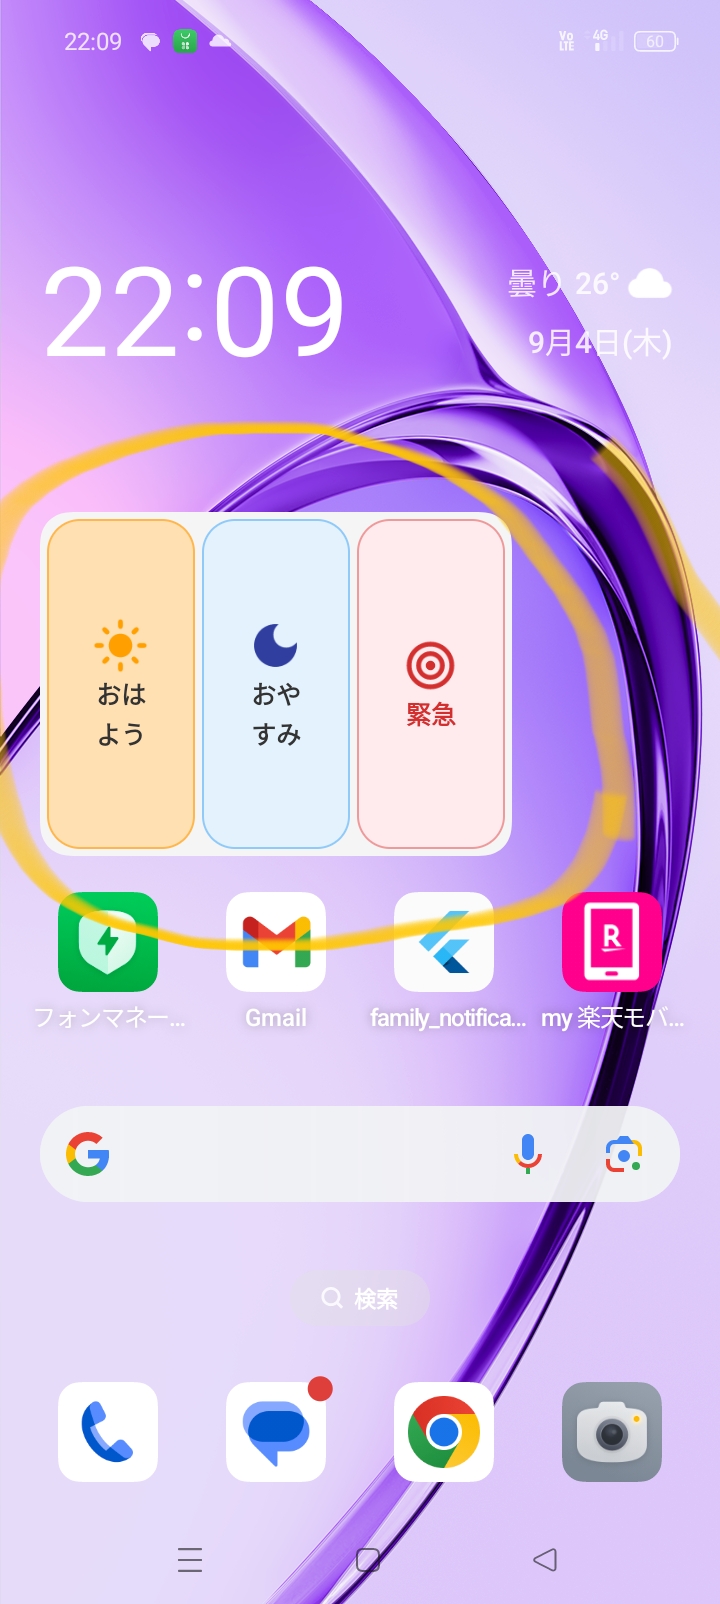 22:09
Vo LTE
4G
60
22:09
曇り 26°
9月4日(木)
おは
よう
おや
すみ
緊急
R
フォンマネー...
Gmail
family_notifica...
my 楽天モバ...
検索